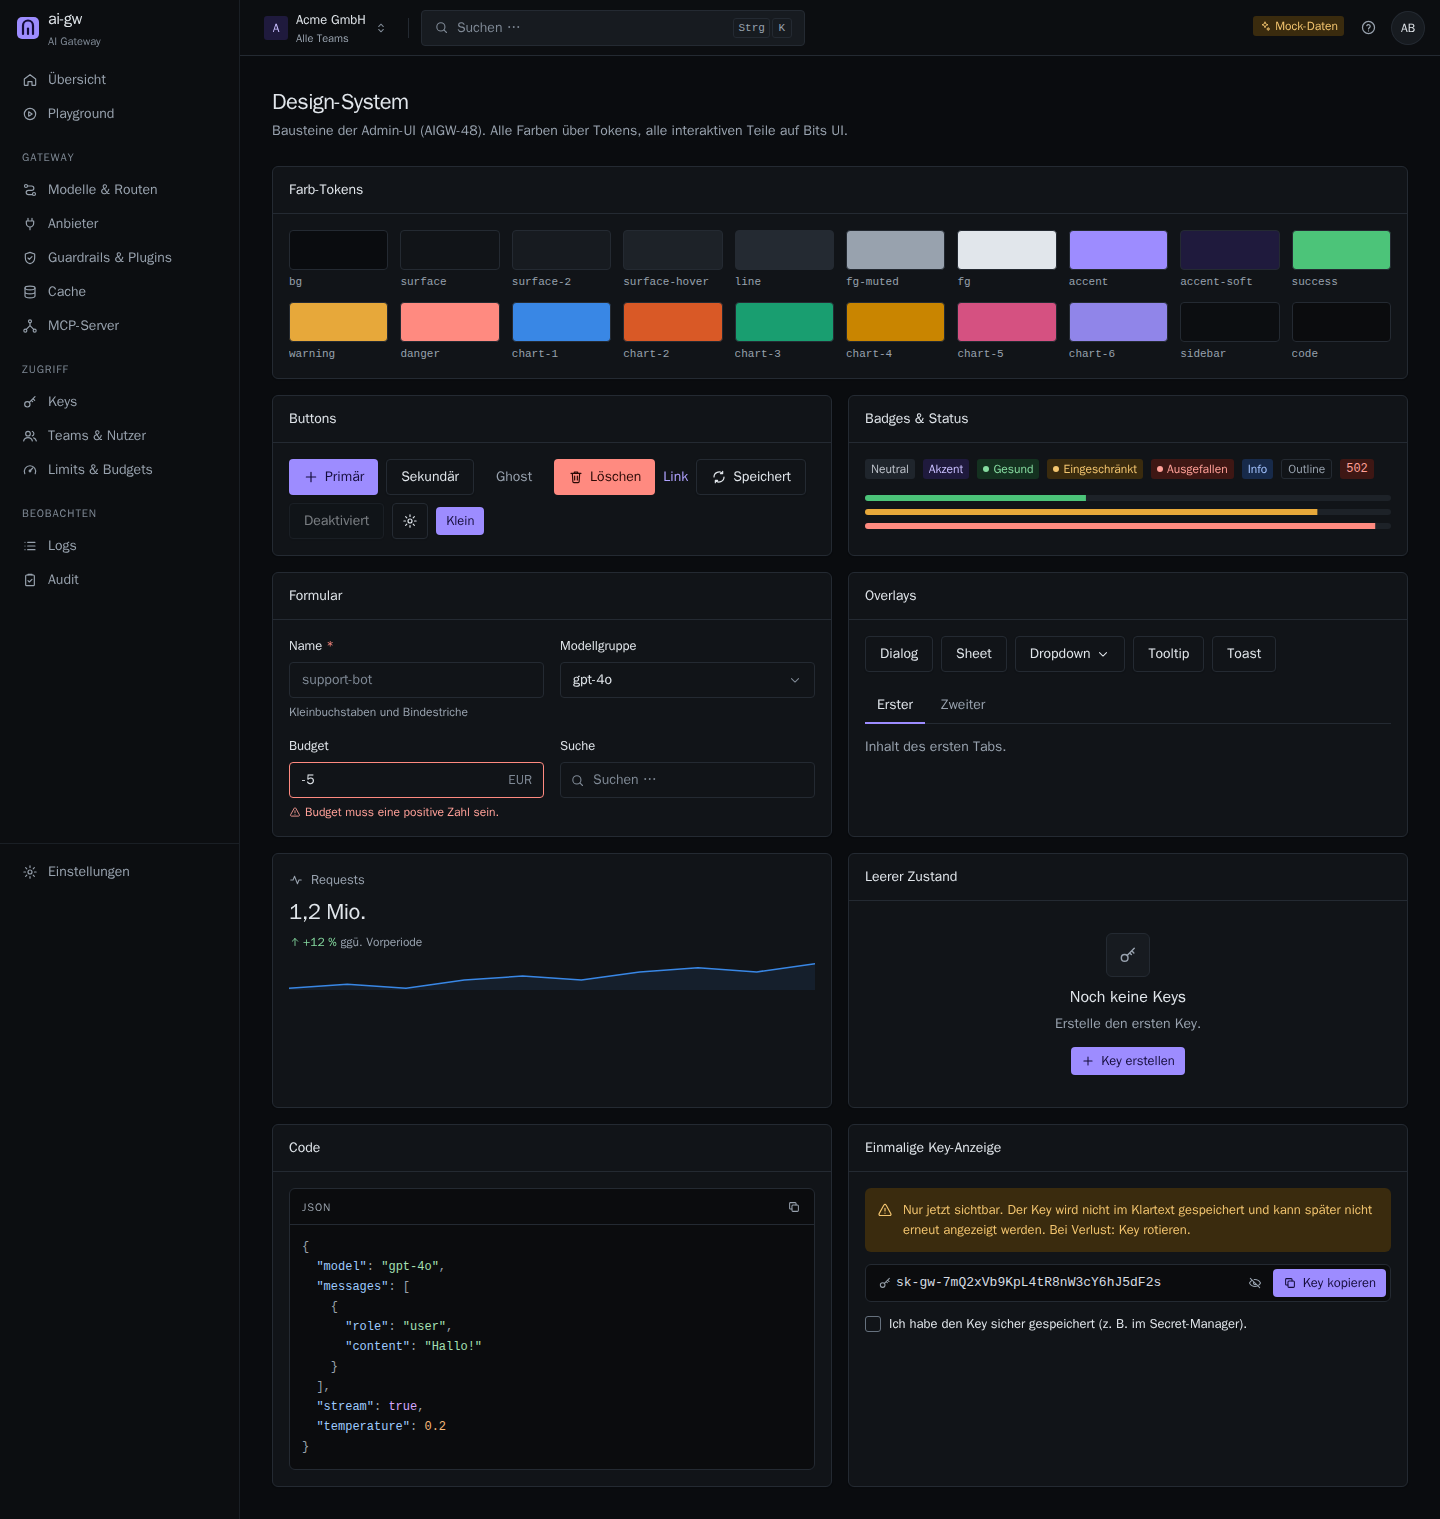 ai-gw
AI Gateway
Übersicht
Playground
GATEWAY
Modelle & Routen
Anbieter
Guardrails & Plugins
Cache
MCP-Server
ZUGRIFF
Keys
Teams & Nutzer
Limits & Budgets
BEOBACHTEN
Logs
Audit
Einstellungen
A
Acme GmbH
Alle Teams
Suchen ···
Strg K
Mock-Daten
AB
Design-System
Bausteine der Admin-UI (AIGW-48). Alle Farben über Tokens, alle interaktiven Teile auf Bits UI.
Farb-Tokens
bg surface surface-2 surface-hover line fg-muted fg accent accent-soft success
warning danger chart-1 chart-2 chart-3 chart-4 chart-5 chart-6 sidebar code
Buttons
Primär Sekundär Ghost Löschen Link Speichert
Deaktiviert Klein
Badges & Status
Neutral Akzent Gesund Eingeschränkt Ausgefallen Info Outline 502
Formular
Name *
support-bot
Kleinbuchstaben und Bindestriche
Modellgruppe
gpt-4o
Budget
-5 EUR
Budget muss eine positive Zahl sein.
Suche
Suchen ···
Overlays
Dialog Sheet Dropdown Tooltip Toast
Erster Zweiter
Inhalt des ersten Tabs.
Requests
1,2 Mio.
+12 % ggü. Vorperiode
Leerer Zustand
Noch keine Keys
Erstelle den ersten Key.
Key erstellen
Code
JSON
{
"model": "gpt-4o",
"messages": [
{
"role": "user",
"content": "Hallo!"
}
],
"stream": true,
"temperature": 0.2
}
Einmalige Key-Anzeige
Nur jetzt sichtbar. Der Key wird nicht im Klartext gespeichert und kann später nicht
erneut angezeigt werden. Bei Verlust: Key rotieren.
sk-gw-7mQ2xVb9KpL4tR8nW3cY6hJ5dF2s
Key kopieren
Ich habe den Key sicher gespeichert (z. B. im Secret-Manager).